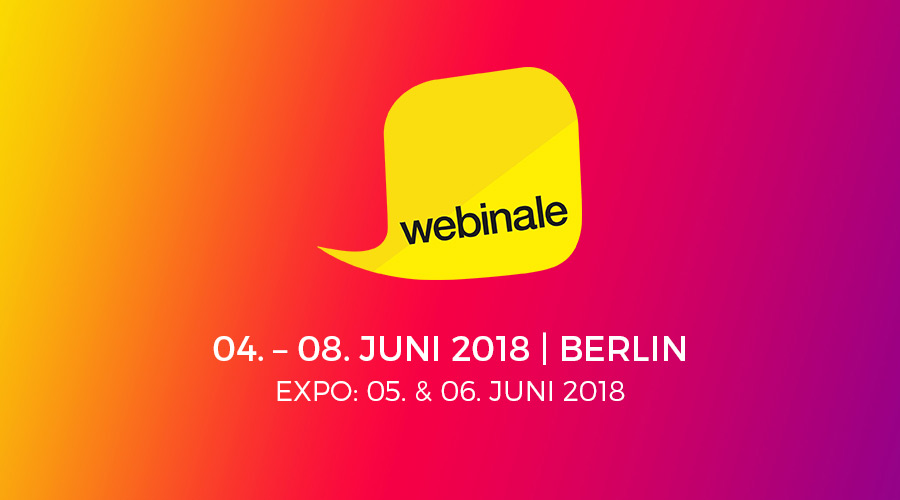 webinale
04. – 08. JUNI 2018 | BERLIN
EXPO: 05. & 06. JUNI 2018